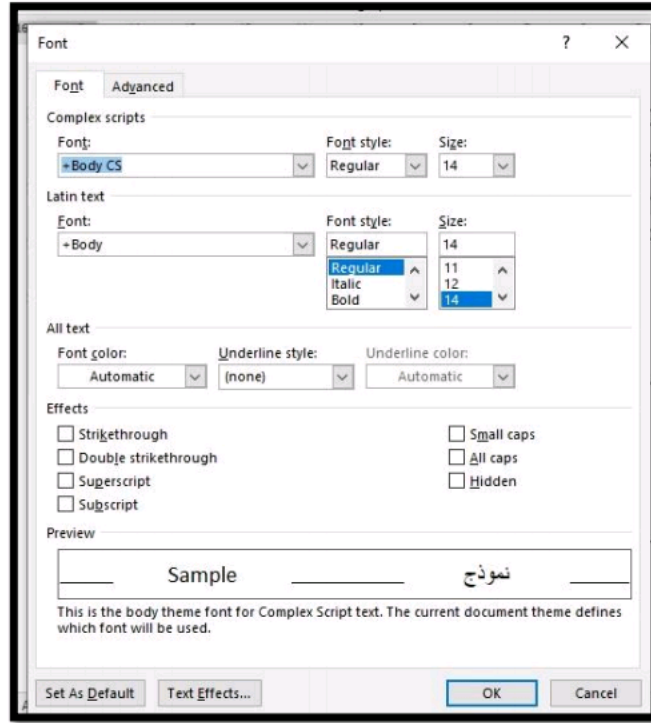 Font ? ×
Font Advanced
Complex scripts
Font: Font style: Size:
+Body CS Regular 14
Latin text
Font: Font style: Size:
+Body Regular 14
Regular 11
Italic 12
Bold 14
All text
Font color: Underline style: Underline color:
Automatic (none) Automatic
Effects
Strikethrough Small caps
Double strikethrough All caps
Superscript Hidden
Subscript
Preview
Sample نموذج
This is the body theme font for Complex Script text. The current document theme defines
which font will be used.
Set As Default Text Effects... OK Cancel